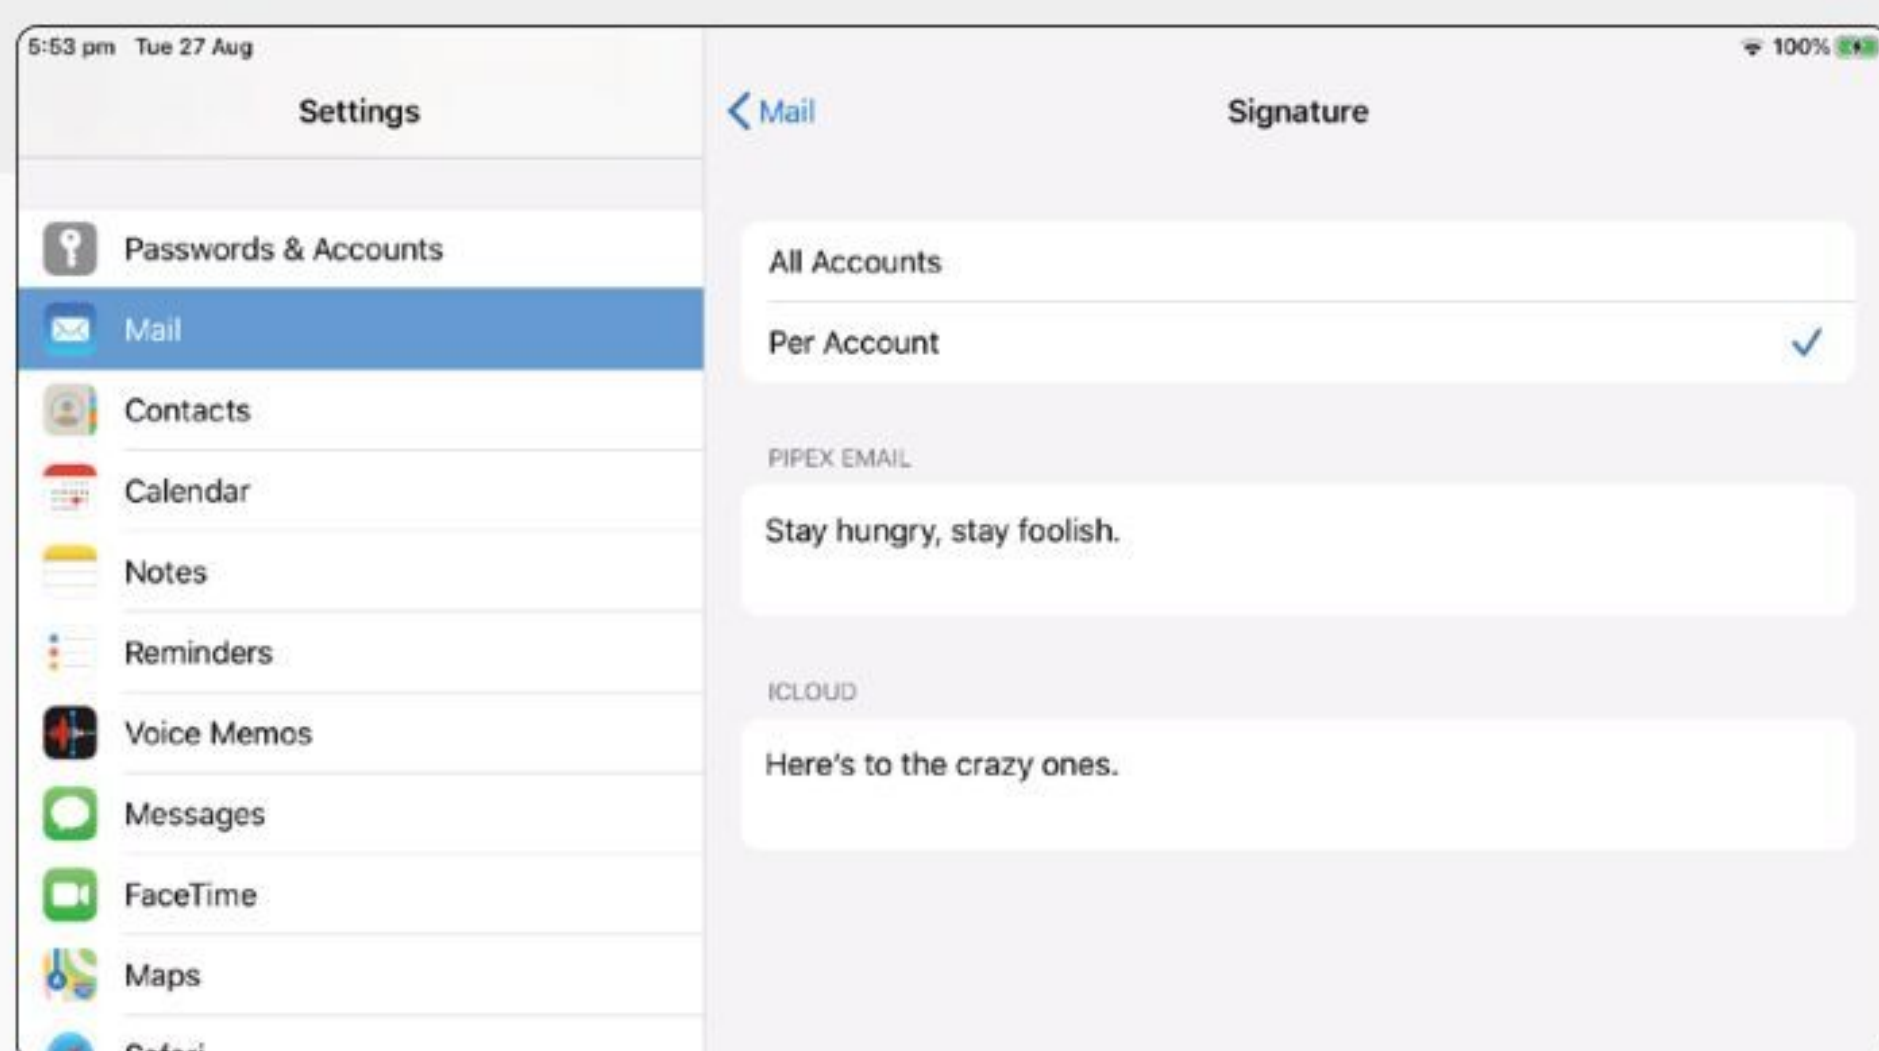 5:53 pm Tue 27 Aug
100%
Settings
Passwords & Accounts
Mail
Contacts
Calendar
Notes
Reminders
Voice Memos
Messages
FaceTime
Maps
Safari
Mail
Signature
All Accounts
Per Account
PIPEX EMAIL
Stay hungry, stay foolish.
ICLOUD
Here's to the crazy ones.